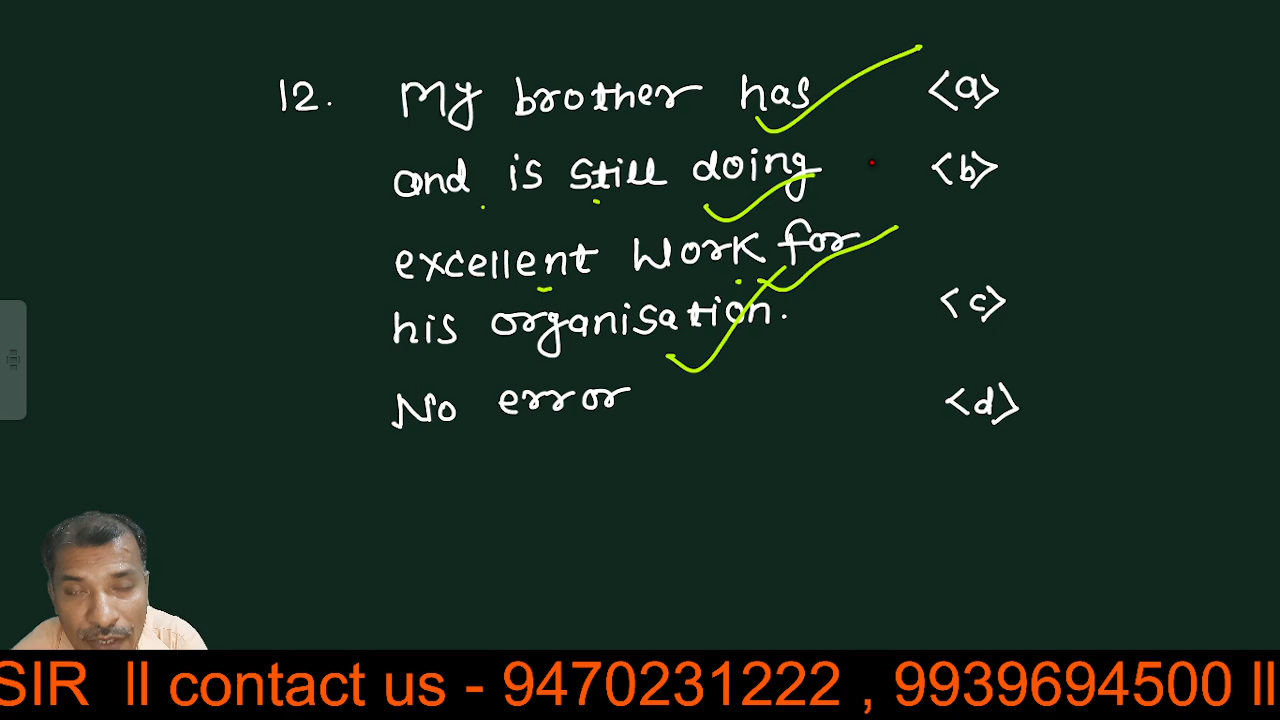 12. My brother has <a>
and is still doing <b>
excellent work for
his organisation. <c>
No error <d>
SIR ll contact us - 9470231222 , 9939694500 ll